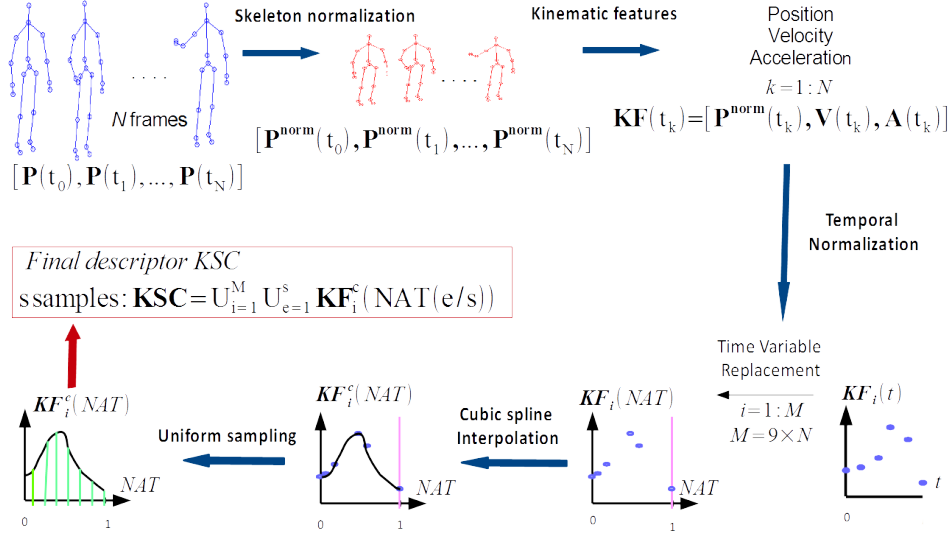 Skeleton normalization
Kinematic features
Position
Velocity
Acceleration
k=1:N
KF(t_k)=[P^norm(t_k),V(t_k),A(t_k)]
. . . .
N frames
[P(t_0),P(t_1),...,P(t_N)]
. . . .
[P^norm(t_0),P^norm(t_1),...,P^norm(t_N)]
Temporal
Normalization
Final descriptor KSC
s samples: KSC=U_{i=1}^M U_{e=1}^s KF_i^c(NAT(e/s))
Time Variable
Replacement
i=1:M
M=9×N
KF_i(t)
t
0
KF_i(NAT)
NAT
0
1
Cubic spline
Interpolation
KF_i^c(NAT)
NAT
0
1
Uniform sampling
KF_i^c(NAT)
NAT
0
1